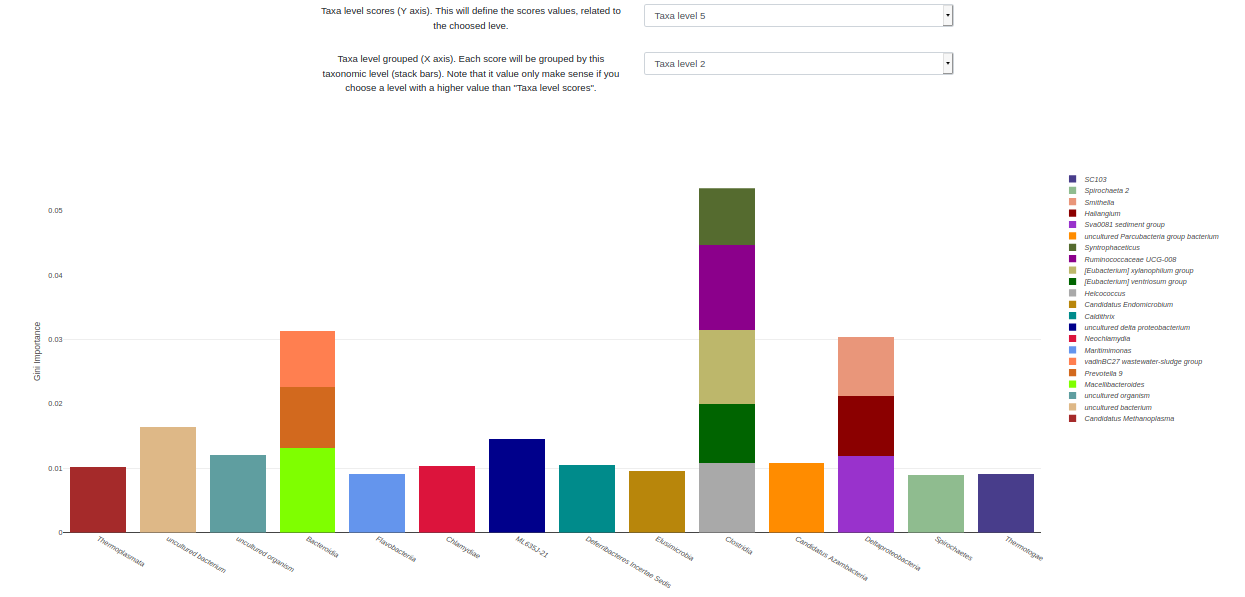 Taxa level scores (Y axis). This will define the scores values, related to
the choosed leve.
Taxa level 5
Taxa level grouped (X axis). Each score will be grouped by this
taxonomic level (stack bars). Note that it value only make sense if you
choose a level with a higher value than "Taxa level scores".
Taxa level 2
Gini Importance
0.05
0.04
0.03
0.02
0.01
0
Thermoplasmata
uncultured bacterium
uncultured organism
Bacteroidia
Flavobacteriia
Chlamydiae
ML635J-21
Deferribacteres Incertae Sedis
Elusimicrobia
Clostridia
Candidatus Azambacteria
Deltaproteobacteria
Spirochaetes
Thermotogae
SC103
Spirochaeta 2
Smithella
Haliangium
Sva0081 sediment group
uncultured Parcubacteria group bacterium
Syntrophaceticus
Ruminococcaceae UCG-008
[Eubacterium] xylanophilum group
[Eubacterium] ventriosum group
Helcococcus
Candidatus Endomicrobium
Caldithrix
uncultured delta proteobacterium
Neochlamydia
Maritimimonas
vadinBC27 wastewater-sludge group
Prevotella 9
Macellibacteroides
uncultured organism
uncultured bacterium
Candidatus Methanoplasma